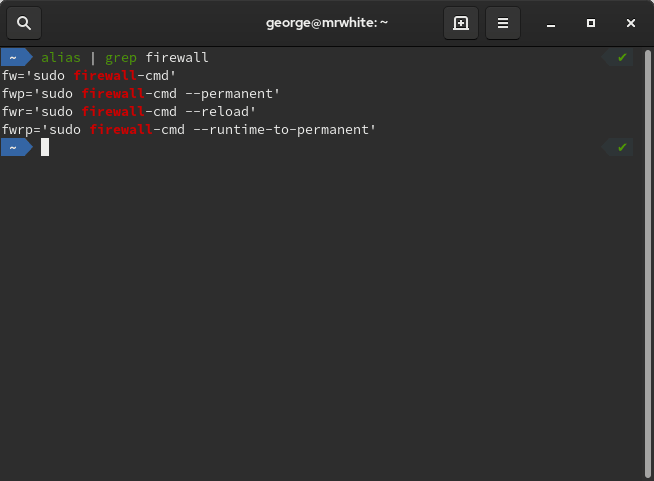 george@mrwhite: ~
~ alias | grep firewall ✔
fw='sudo firewall-cmd'
fwp='sudo firewall-cmd --permanent'
fwr='sudo firewall-cmd --reload'
fwrp='sudo firewall-cmd --runtime-to-permanent'
~ ✔